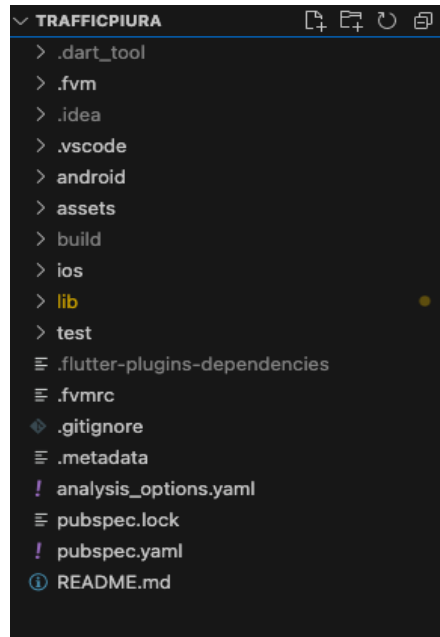 TRAFFICPIURA
.dart_tool
.fvm
.idea
.vscode
android
assets
build
ios
lib
test
.flutter-plugins-dependencies
.fvmrc
.gitignore
.metadata
analysis_options.yaml
pubspec.lock
pubspec.yaml
README.md